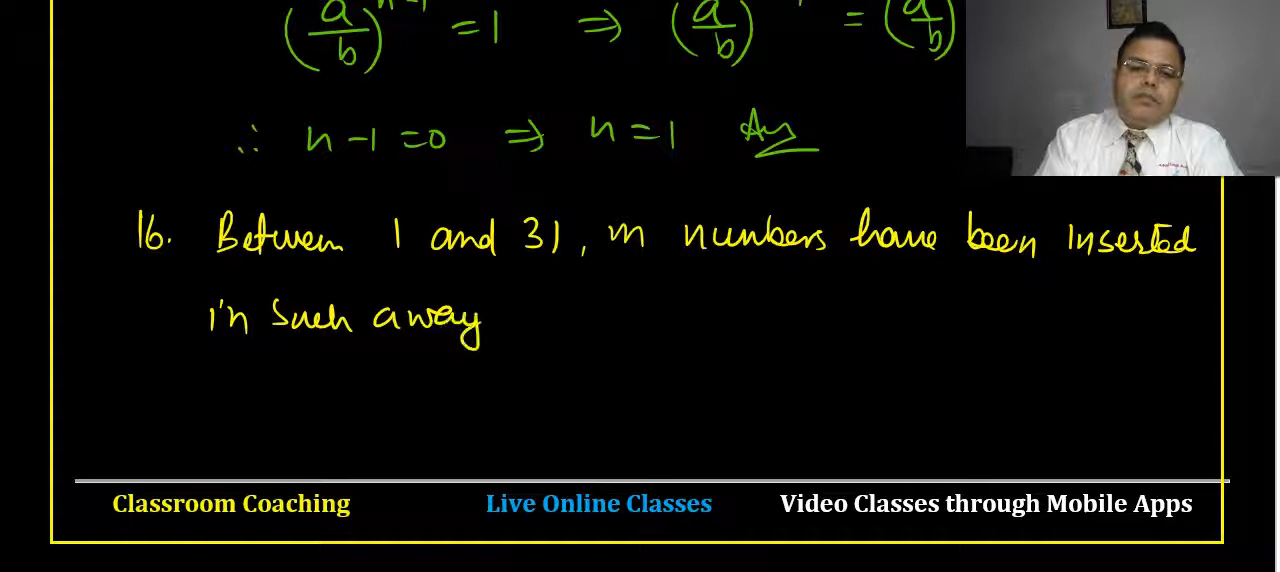 (a/b)^n-1 = 1 ⇒ (a/b) = (a/b)
∴ n-1=0 ⇒ n=1 Ans
16. Between 1 and 31, m numbers have been inserted
in such away
Classroom Coaching Live Online Classes Video Classes through Mobile Apps